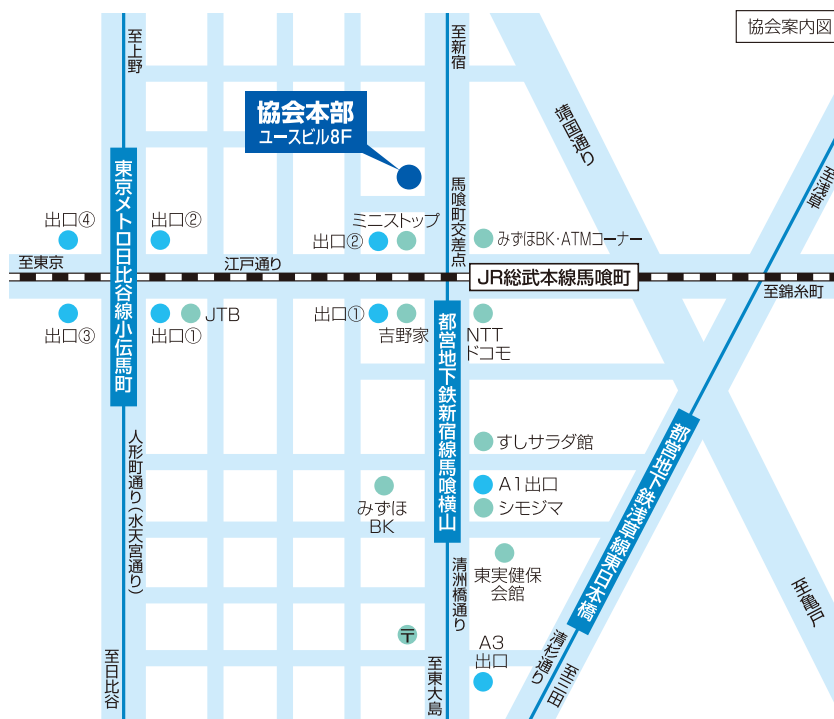 協会案内図
至上野
至新宿
協会本部
ユースビル8F
靖国通り
至浅草
馬喰町交差点
東京メトロ日比谷線小伝馬町
出口④
出口②
ミニストップ
出口②
みずほBK・ATMコーナー
至東京
江戸通り
JR総武本線馬喰町
至錦糸町
出口③
出口①
JTB
出口①
吉野家
NTT
ドコモ
都営地下鉄新宿線馬喰横山
都営地下鉄浅草線東日本橋
人形町通り(水天宮通り)
すしサラダ館
A1出口
シモジマ
みずほ
BK
東実健保
会館
清洲橋通り
〒
A3
出口
至亀戸
清杉通り
至三田
至日比谷
至東大島